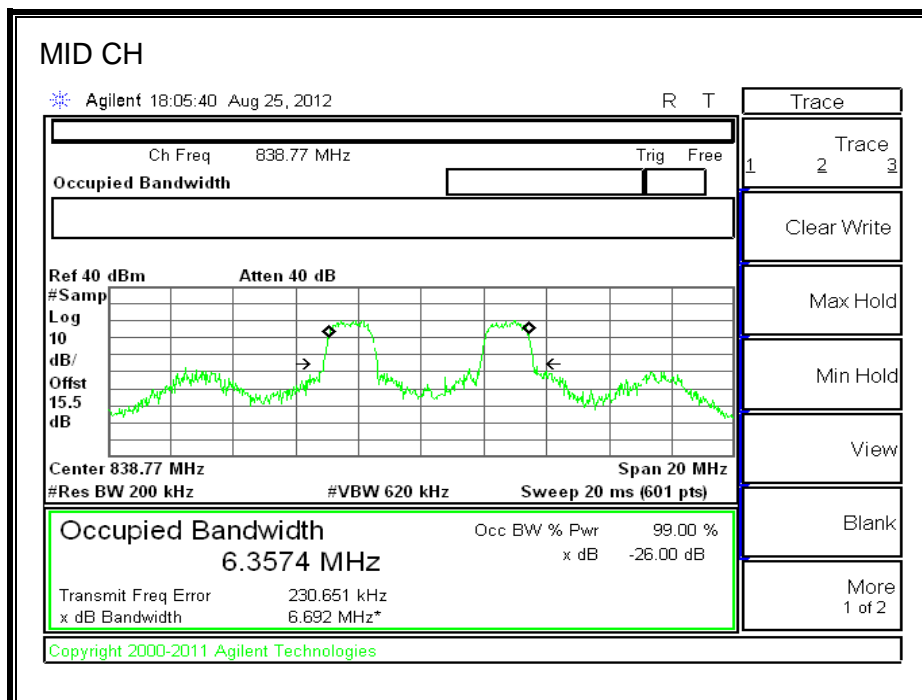 MID CH
Agilent 18:05:40 Aug 25, 2012 R T
Trace
Ch Freq 838.77 MHz Trig Free
Occupied Bandwidth
Trace
1 2 3
Clear Write
Max Hold
Min Hold
View
Blank
More
1 of 2
Ref 40 dBm Atten 40 dB
#Samp
Log
10
dB/
Offst
15.5
dB
Center 838.77 MHz Span 20 MHz
#Res BW 200 kHz #VBW 620 kHz Sweep 20 ms (601 pts)
Occupied Bandwidth Occ BW % Pwr 99.00 %
6.3574 MHz x dB -26.00 dB
Transmit Freq Error 230.651 kHz
x dB Bandwidth 6.692 MHz*
Copyright 2000-2011 Agilent Technologies